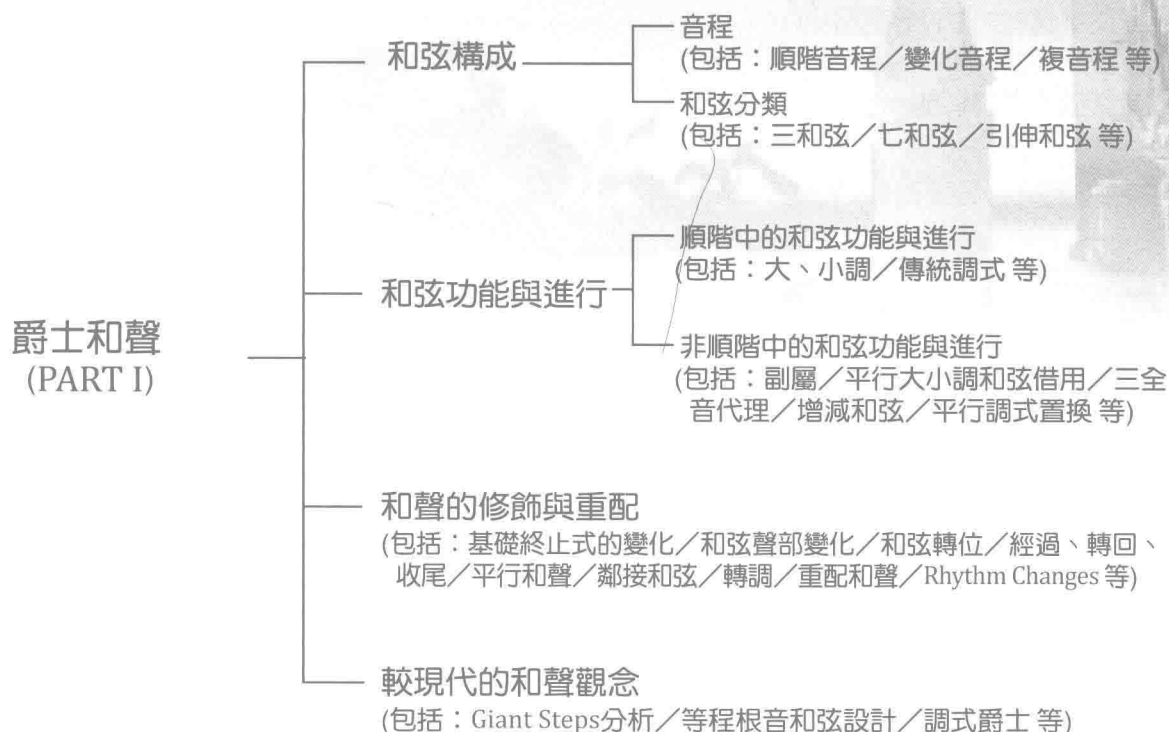 爵士和聲
(PART I)
和弦構成
音程
(包括：順階音程／變化音程／複音程 等)
和弦分類
(包括：三和弦／七和弦／引伸和弦 等)
和弦功能與進行
順階中的和弦功能與進行
(包括：大、小調／傳統調式 等)
非順階中的和弦功能與進行
(包括：副屬／平行大小調和弦借用／三全
音代理／增減和弦／平行調式置換 等)
和聲的修飾與重配
(包括：基礎終止式的變化／和弦聲部變化／和弦轉位／經過、轉回、
收尾／平行和聲／鄰接和弦／轉調／重配和聲／Rhythm Changes 等)
較現代的和聲觀念
(包括：Giant Steps分析／等程根音和弦設計／調式爵士 等)